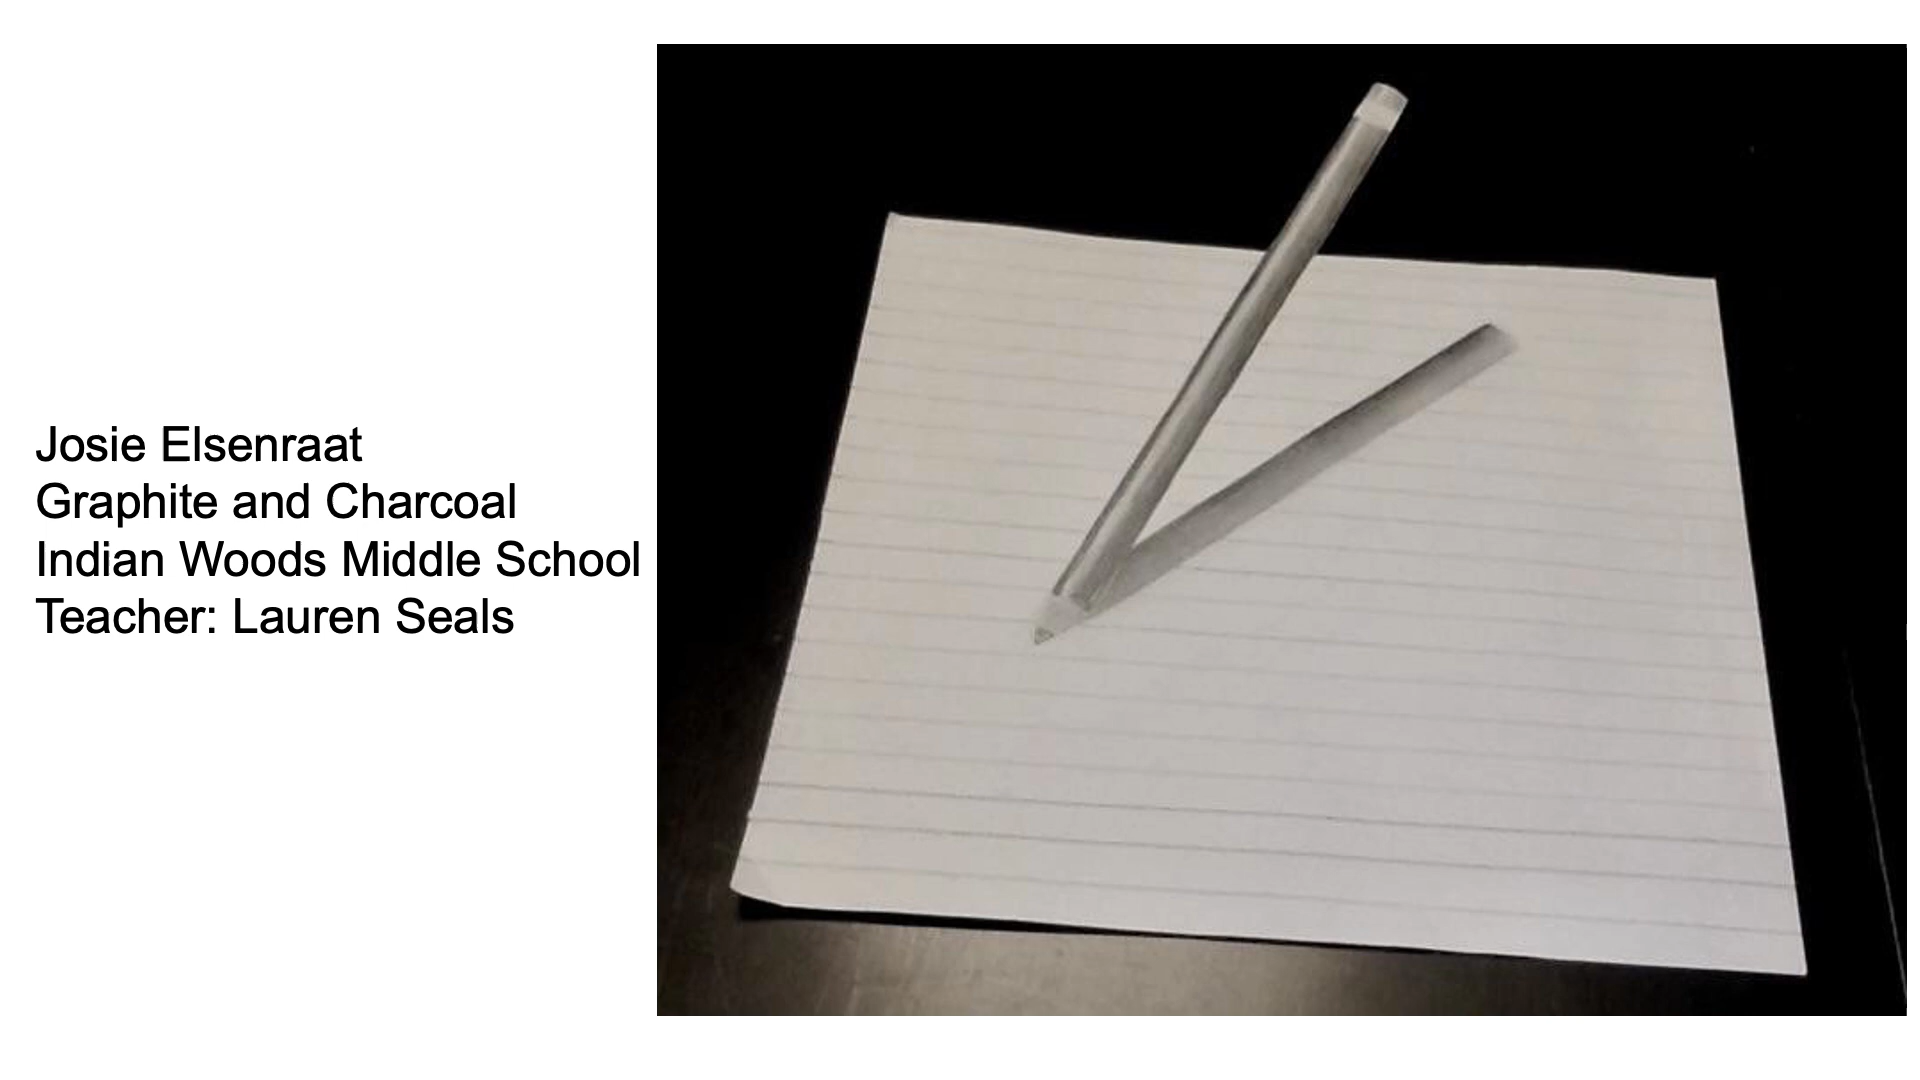 Josie Elsenraat
Graphite and Charcoal
Indian Woods Middle School
Teacher: Lauren Seals